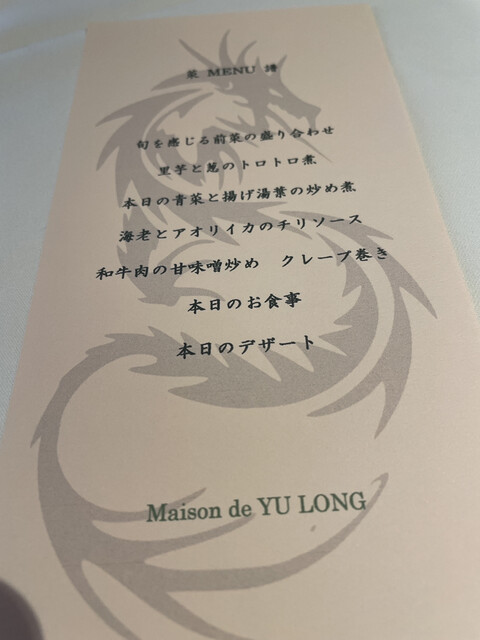 菜 MENU 譜
旬を感じる前菜の盛り合わせ
里芋と葱のトロトロ煮
本日の青菜と揚げ湯葉の炒め煮
海老とアオリイカのチリソース
和牛肉の甘味噌炒め　クレープ巻き
本日のお食事
本日のデザート
Maison de YU LONG